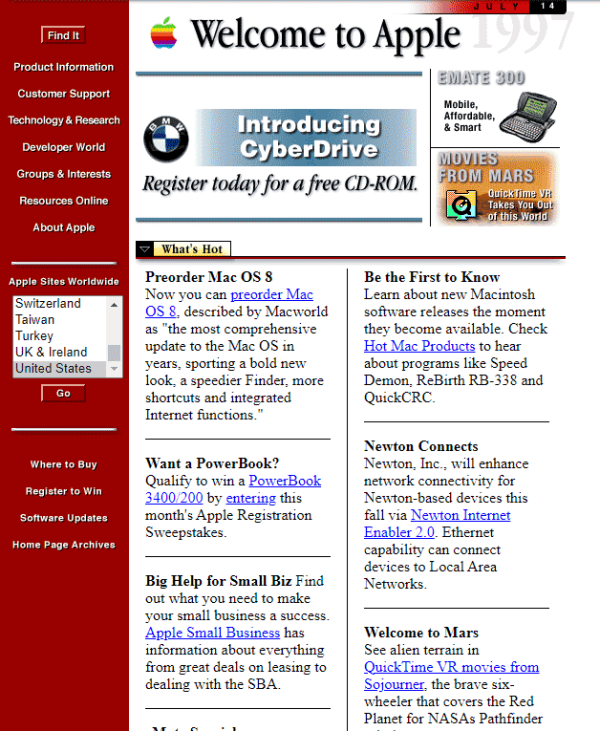 JULY 14
1997
Welcome to Apple
Find It
Product Information
Customer Support
Technology & Research
Developer World
Groups & Interests
Resources Online
About Apple
Apple Sites Worldwide
Switzerland
Taiwan
Turkey
UK & Ireland
United States
Go
Where to Buy
Register to Win
Software Updates
Home Page Archives
BMW
Introducing
CyberDrive
Register today for a free CD-ROM.
EMATE 300
Mobile,
Affordable,
& Smart
MOVIES
FROM MARS
QuickTime VR
Takes You Out
of this World
What's Hot
Preorder Mac OS 8
Now you can preorder Mac
OS 8, described by Macworld
as "the most comprehensive
update to the Mac OS in
years, sporting a bold new
look, a speedier Finder, more
shortcuts and integrated
Internet functions."
Want a PowerBook?
Qualify to win a PowerBook
3400/200 by entering this
month's Apple Registration
Sweepstakes.
Big Help for Small Biz Find
out what you need to make
your small business a success.
Apple Small Business has
information about everything
from great deals on leasing to
dealing with the SBA.
Be the First to Know
Learn about new Macintosh
software releases the moment
they become available. Check
Hot Mac Products to hear
about programs like Speed
Demon, ReBirth RB-338 and
QuickCRC.
Newton Connects
Newton, Inc., will enhance
network connectivity for
Newton-based devices this
fall via Newton Internet
Enabler 2.0. Ethernet
capability can connect
devices to Local Area
Networks.
Welcome to Mars
See alien terrain in
QuickTime VR movies from
Sojourner, the brave six-
wheeler that covers the Red
Planet for NASAs Pathfinder